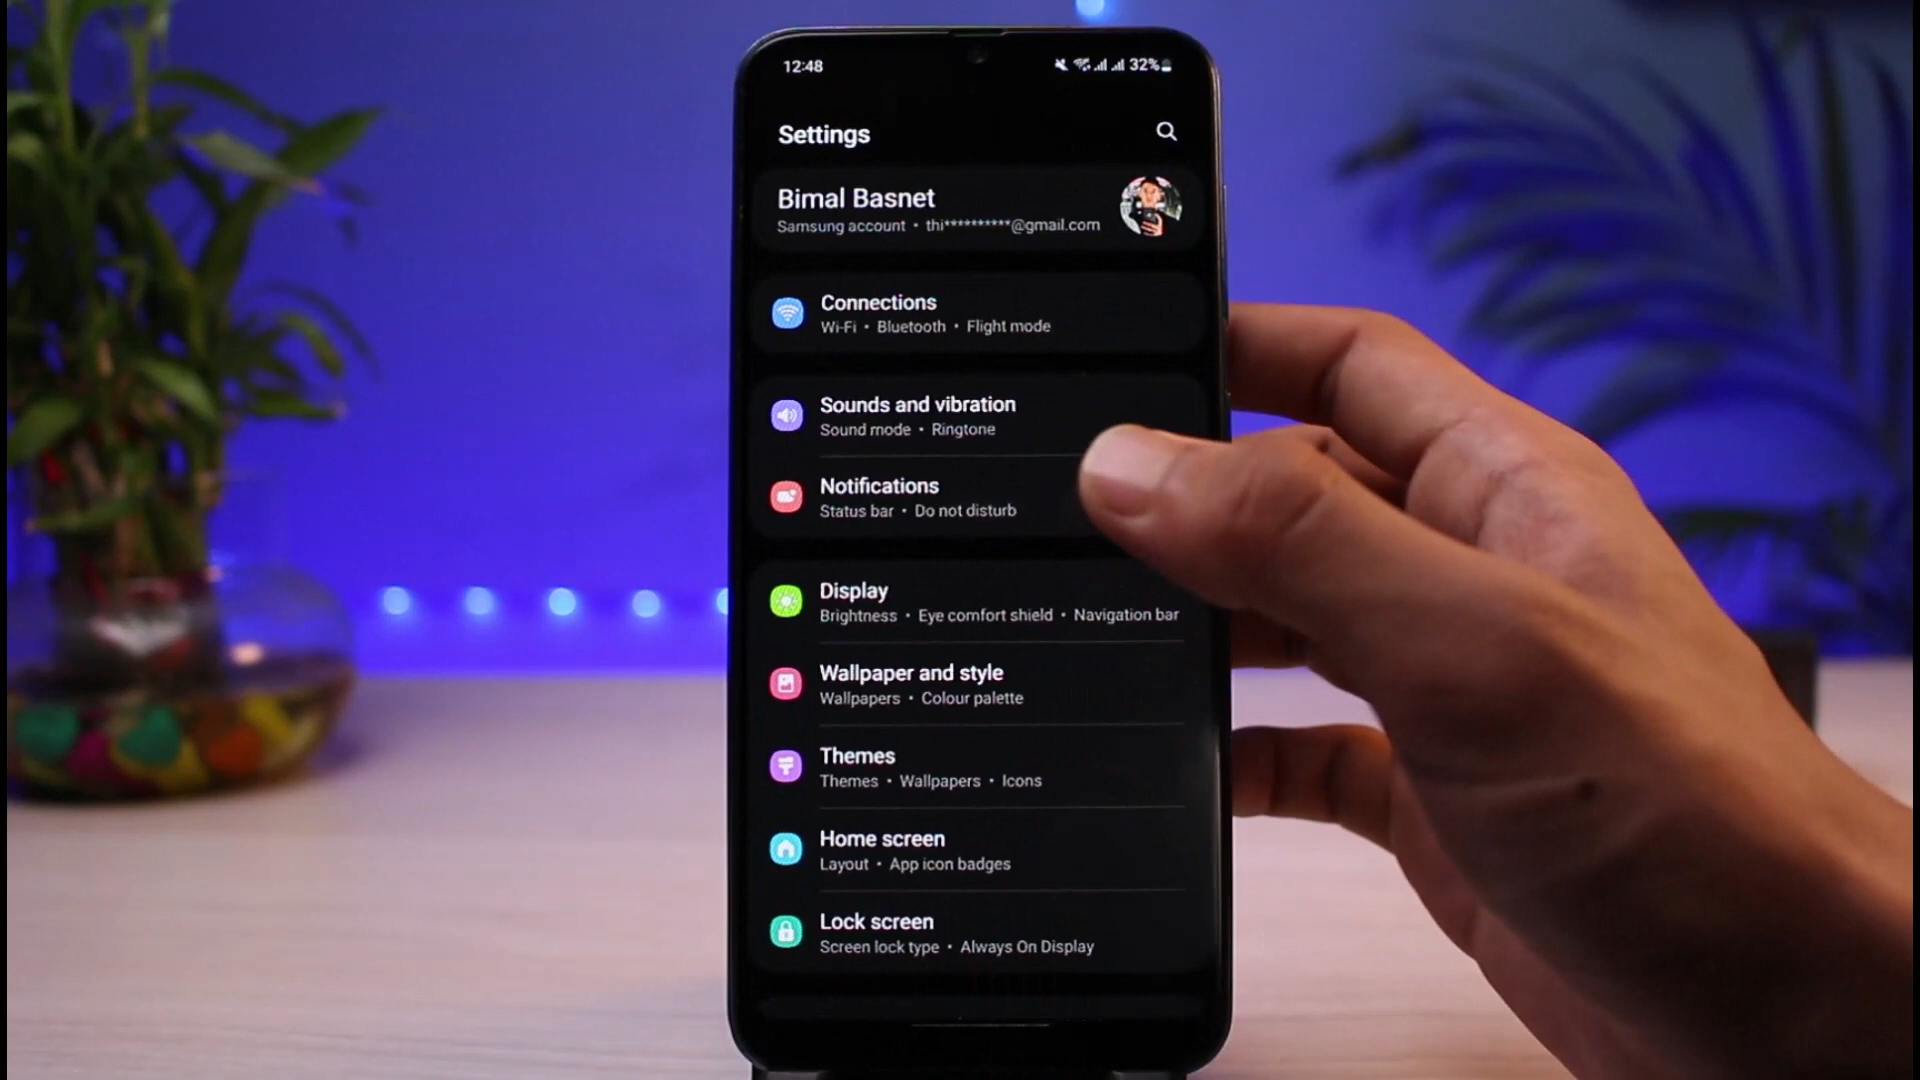 12:48
32%
Settings
Bimal Basnet
Samsung account • thi**********@gmail.com
Connections
Wi-Fi • Bluetooth • Flight mode
Sounds and vibration
Sound mode • Ringtone
Notifications
Status bar • Do not disturb
Display
Brightness • Eye comfort shield • Navigation bar
Wallpaper and style
Wallpapers • Colour palette
Themes
Themes • Wallpapers • Icons
Home screen
Layout • App icon badges
Lock screen
Screen lock type • Always On Display